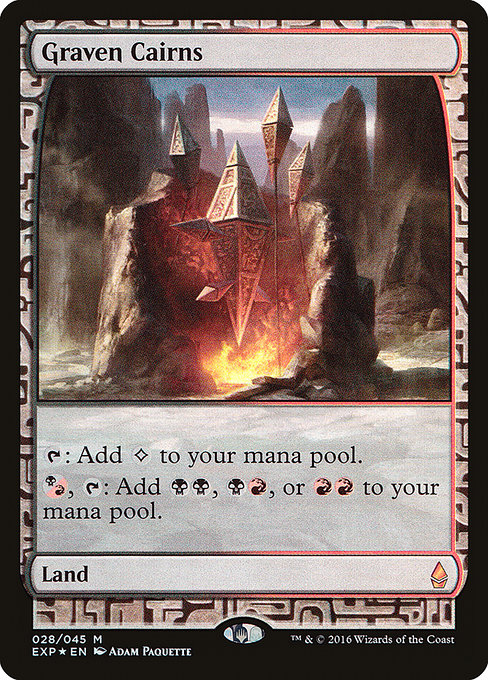 Graven Cairns
: Add to your mana pool.
, : Add , , or to your
mana pool.
Land
028/045 M
EXP EN Adam Paquette
™ & © 2016 Wizards of the Coast